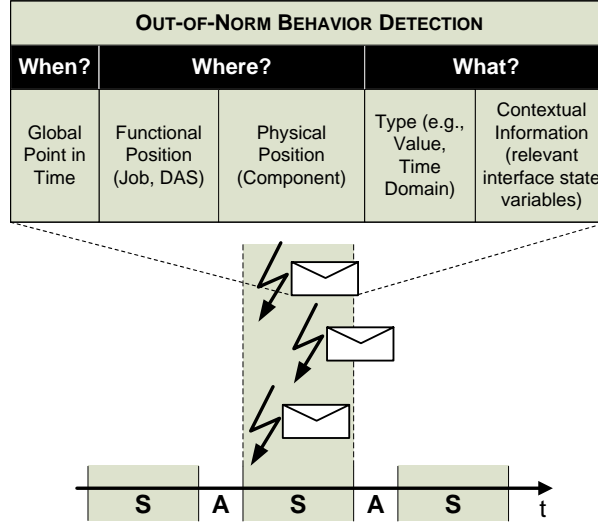 OUT-OF-NORM BEHAVIOR DETECTION
When? Where? What?
Global
Point in
Time
Functional
Position
(Job, DAS)
Physical
Position
(Component)
Type (e.g.,
Value,
Time
Domain)
Contextual
Information
(relevant
interface state
variables)
S A S A S t